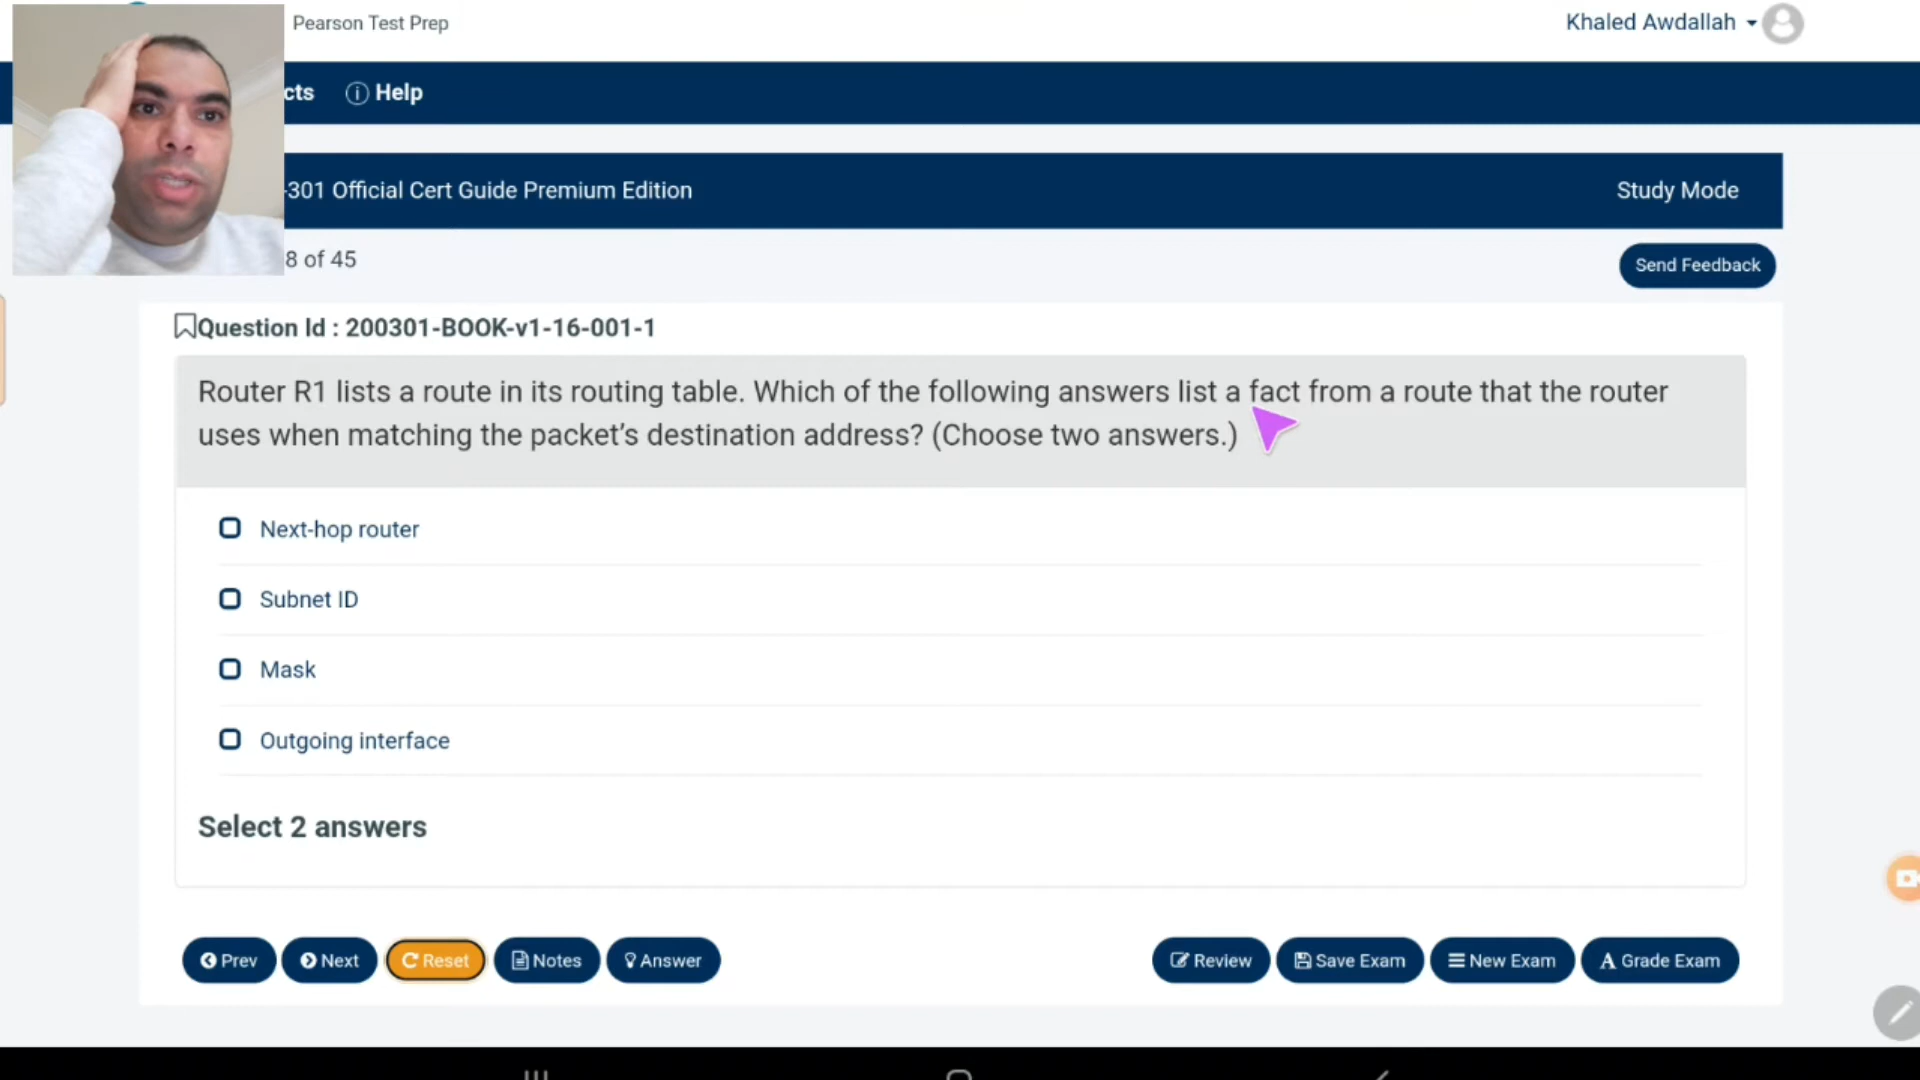 Pearson Test Prep
Khaled Awdallah
cts
Help
-301 Official Cert Guide Premium Edition
Study Mode
8 of 45
Send Feedback
Question Id : 200301-BOOK-v1-16-001-1
Router R1 lists a route in its routing table. Which of the following answers list a fact from a route that the router
uses when matching the packet’s destination address? (Choose two answers.)
Next-hop router
Subnet ID
Mask
Outgoing interface
Select 2 answers
Prev
Next
Reset
Notes
Answer
Review
Save Exam
New Exam
A Grade Exam